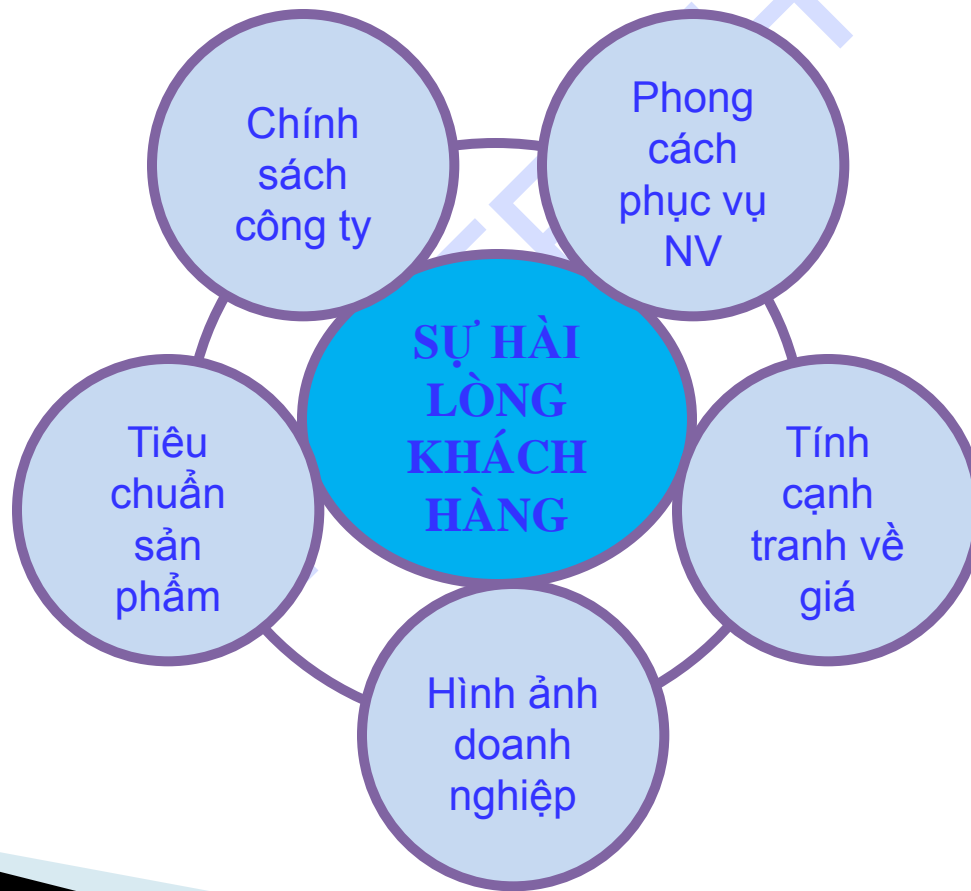 Chính
sách
công ty
Phong
cách
phục vụ
NV
SỰ HÀI
LÒNG
KHÁCH
HÀNG
Tiêu
chuẩn
sản
phẩm
Tính
cạnh
tranh về
giá
Hình ảnh
doanh
nghiệp